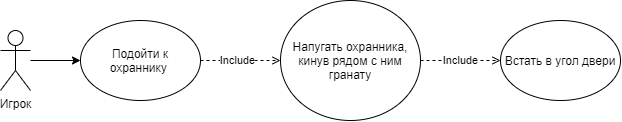 Игрок
Подойти к
охраннику
Include
Напугать охранника,
кинув рядом с ним
гранату
Include
Встать в угол двери